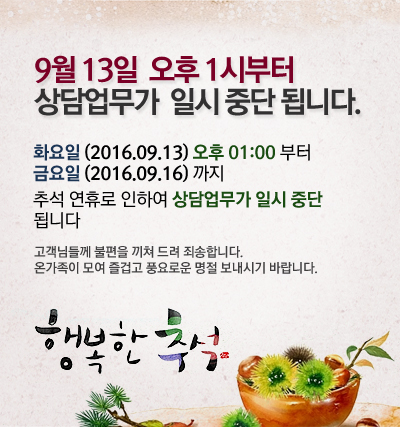 9월 13일 오후 1시부터
상담업무가 일시 중단 됩니다.
화요일 (2016.09.13) 오후 01:00 부터
금요일 (2016.09.16) 까지
추석 연휴로 인하여 상담업무가 일시 중단
됩니다
고객님들께 불편을 끼쳐 드려 죄송합니다.
온가족이 모여 즐겁고 풍요로운 명절 보내시기 바랍니다.
행복한 추석